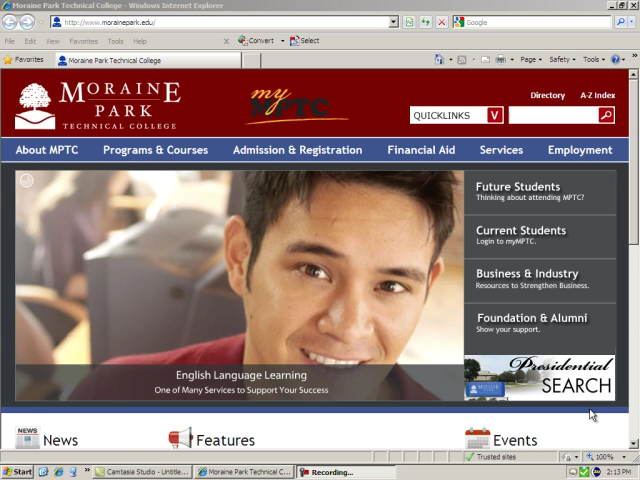 Moraine Park Technical College - Windows Internet Explorer
http://www.morainepark.edu/
Google
File Edit View Favorites Tools Help x Convert Select
Favorites Moraine Park Technical College Page Safety Tools
MORAINE
PARK
TECHNICAL COLLEGE
my
MPTC
Directory A-Z Index
QUICKLINKS V
About MPTC Programs & Courses Admission & Registration Financial Aid Services Employment
Future Students
Thinking about attending MPTC?
Current Students
Login to myMPTC.
Business & Industry
Resources to Strengthen Business.
Foundation & Alumni
Show your support.
Presidential
SEARCH
English Language Learning
One of Many Services to Support Your Success
NEWS
News Features Events
Trusted sites 100%
Start Camtasia Studio - Untitle... Moraine Park Technical C... Recording... 2:13 PM